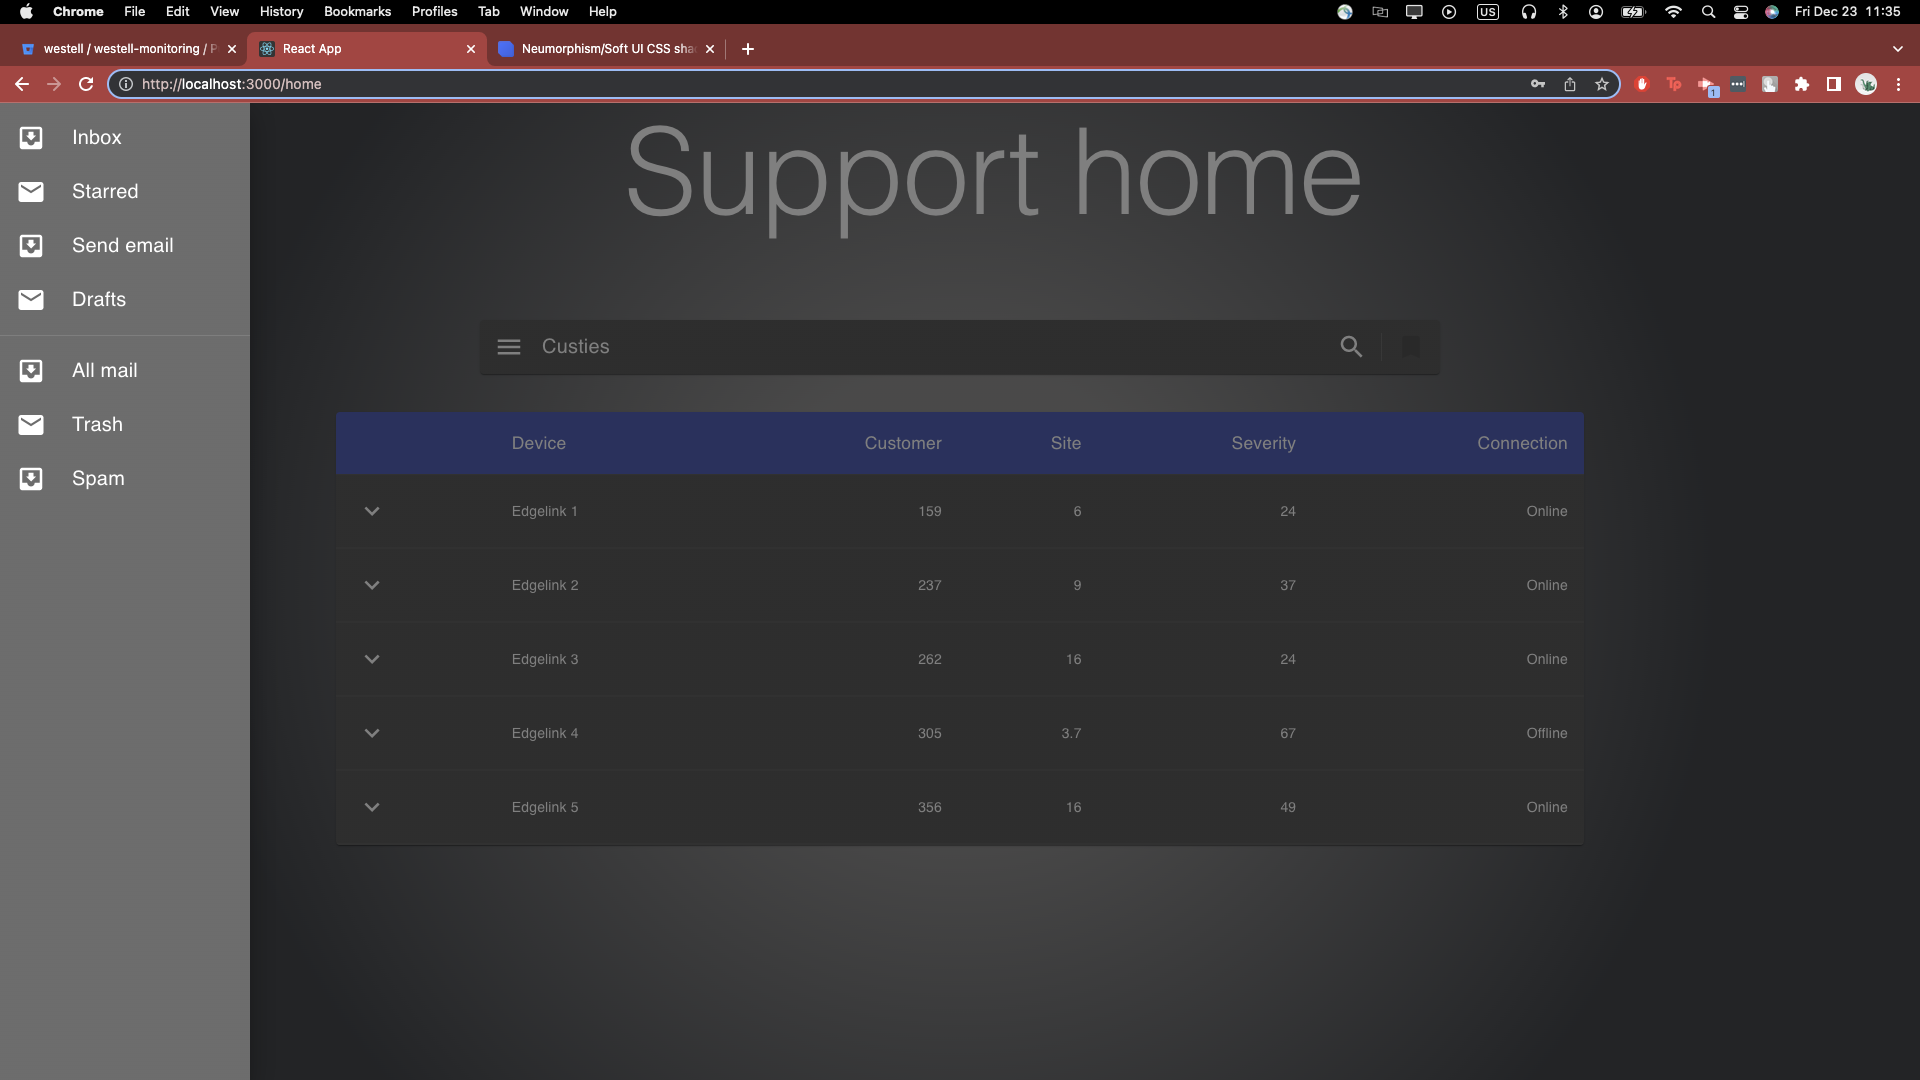 Chrome File Edit View History Bookmarks Profiles Tab Window Help US Fri Dec 23 11:35
westell / westell-monitoring / P React App Neumorphism/Soft UI CSS sha
http://localhost:3000/home Tp 1
Inbox
Starred
Send email
Drafts
All mail
Trash
Spam
Support home
Custies
Device Customer Site Severity Connection
Edgelink 1 159 6 24 Online
Edgelink 2 237 9 37 Online
Edgelink 3 262 16 24 Online
Edgelink 4 305 3.7 67 Offline
Edgelink 5 356 16 49 Online